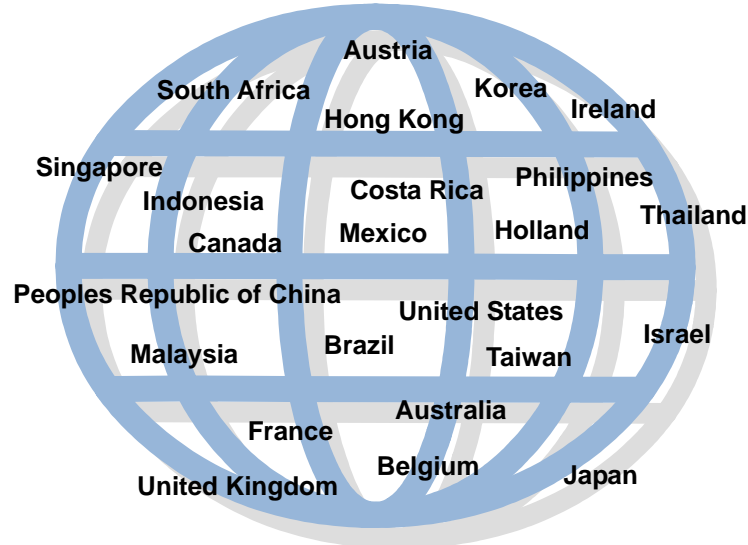 Austria
South Africa
Korea
Ireland
Hong Kong
Singapore
Philippines
Costa Rica
Indonesia
Thailand
Mexico
Holland
Canada
Peoples Republic of China
United States
Israel
Brazil
Malaysia
Taiwan
Australia
France
Belgium
Japan
United Kingdom